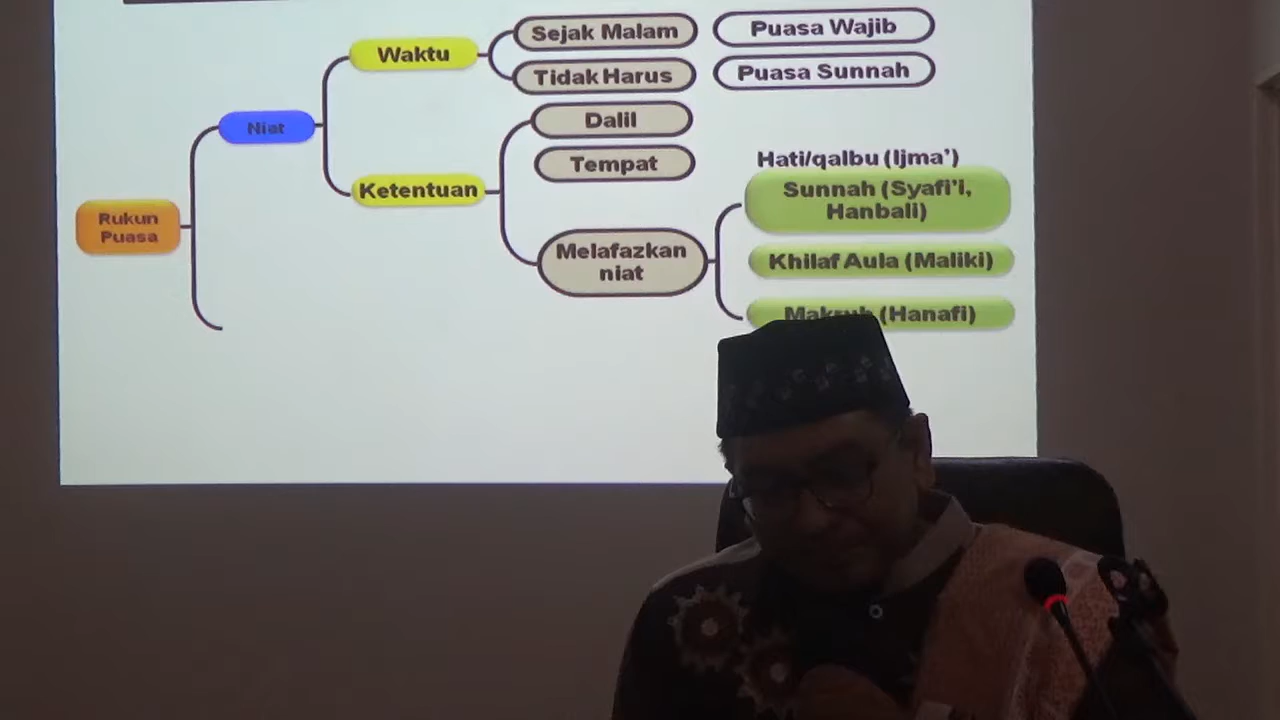 Waktu
Sejak Malam
Puasa Wajib
Tidak Harus
Puasa Sunnah
Niat
Dalil
Tempat
Hati/qalbu (Ijma')
Ketentuan
Sunnah (Syafi'i,
Hanbali)
Rukun
Puasa
Melafazkan
niat
Khilaf Aula (Maliki)
Makruh (Hanafi)